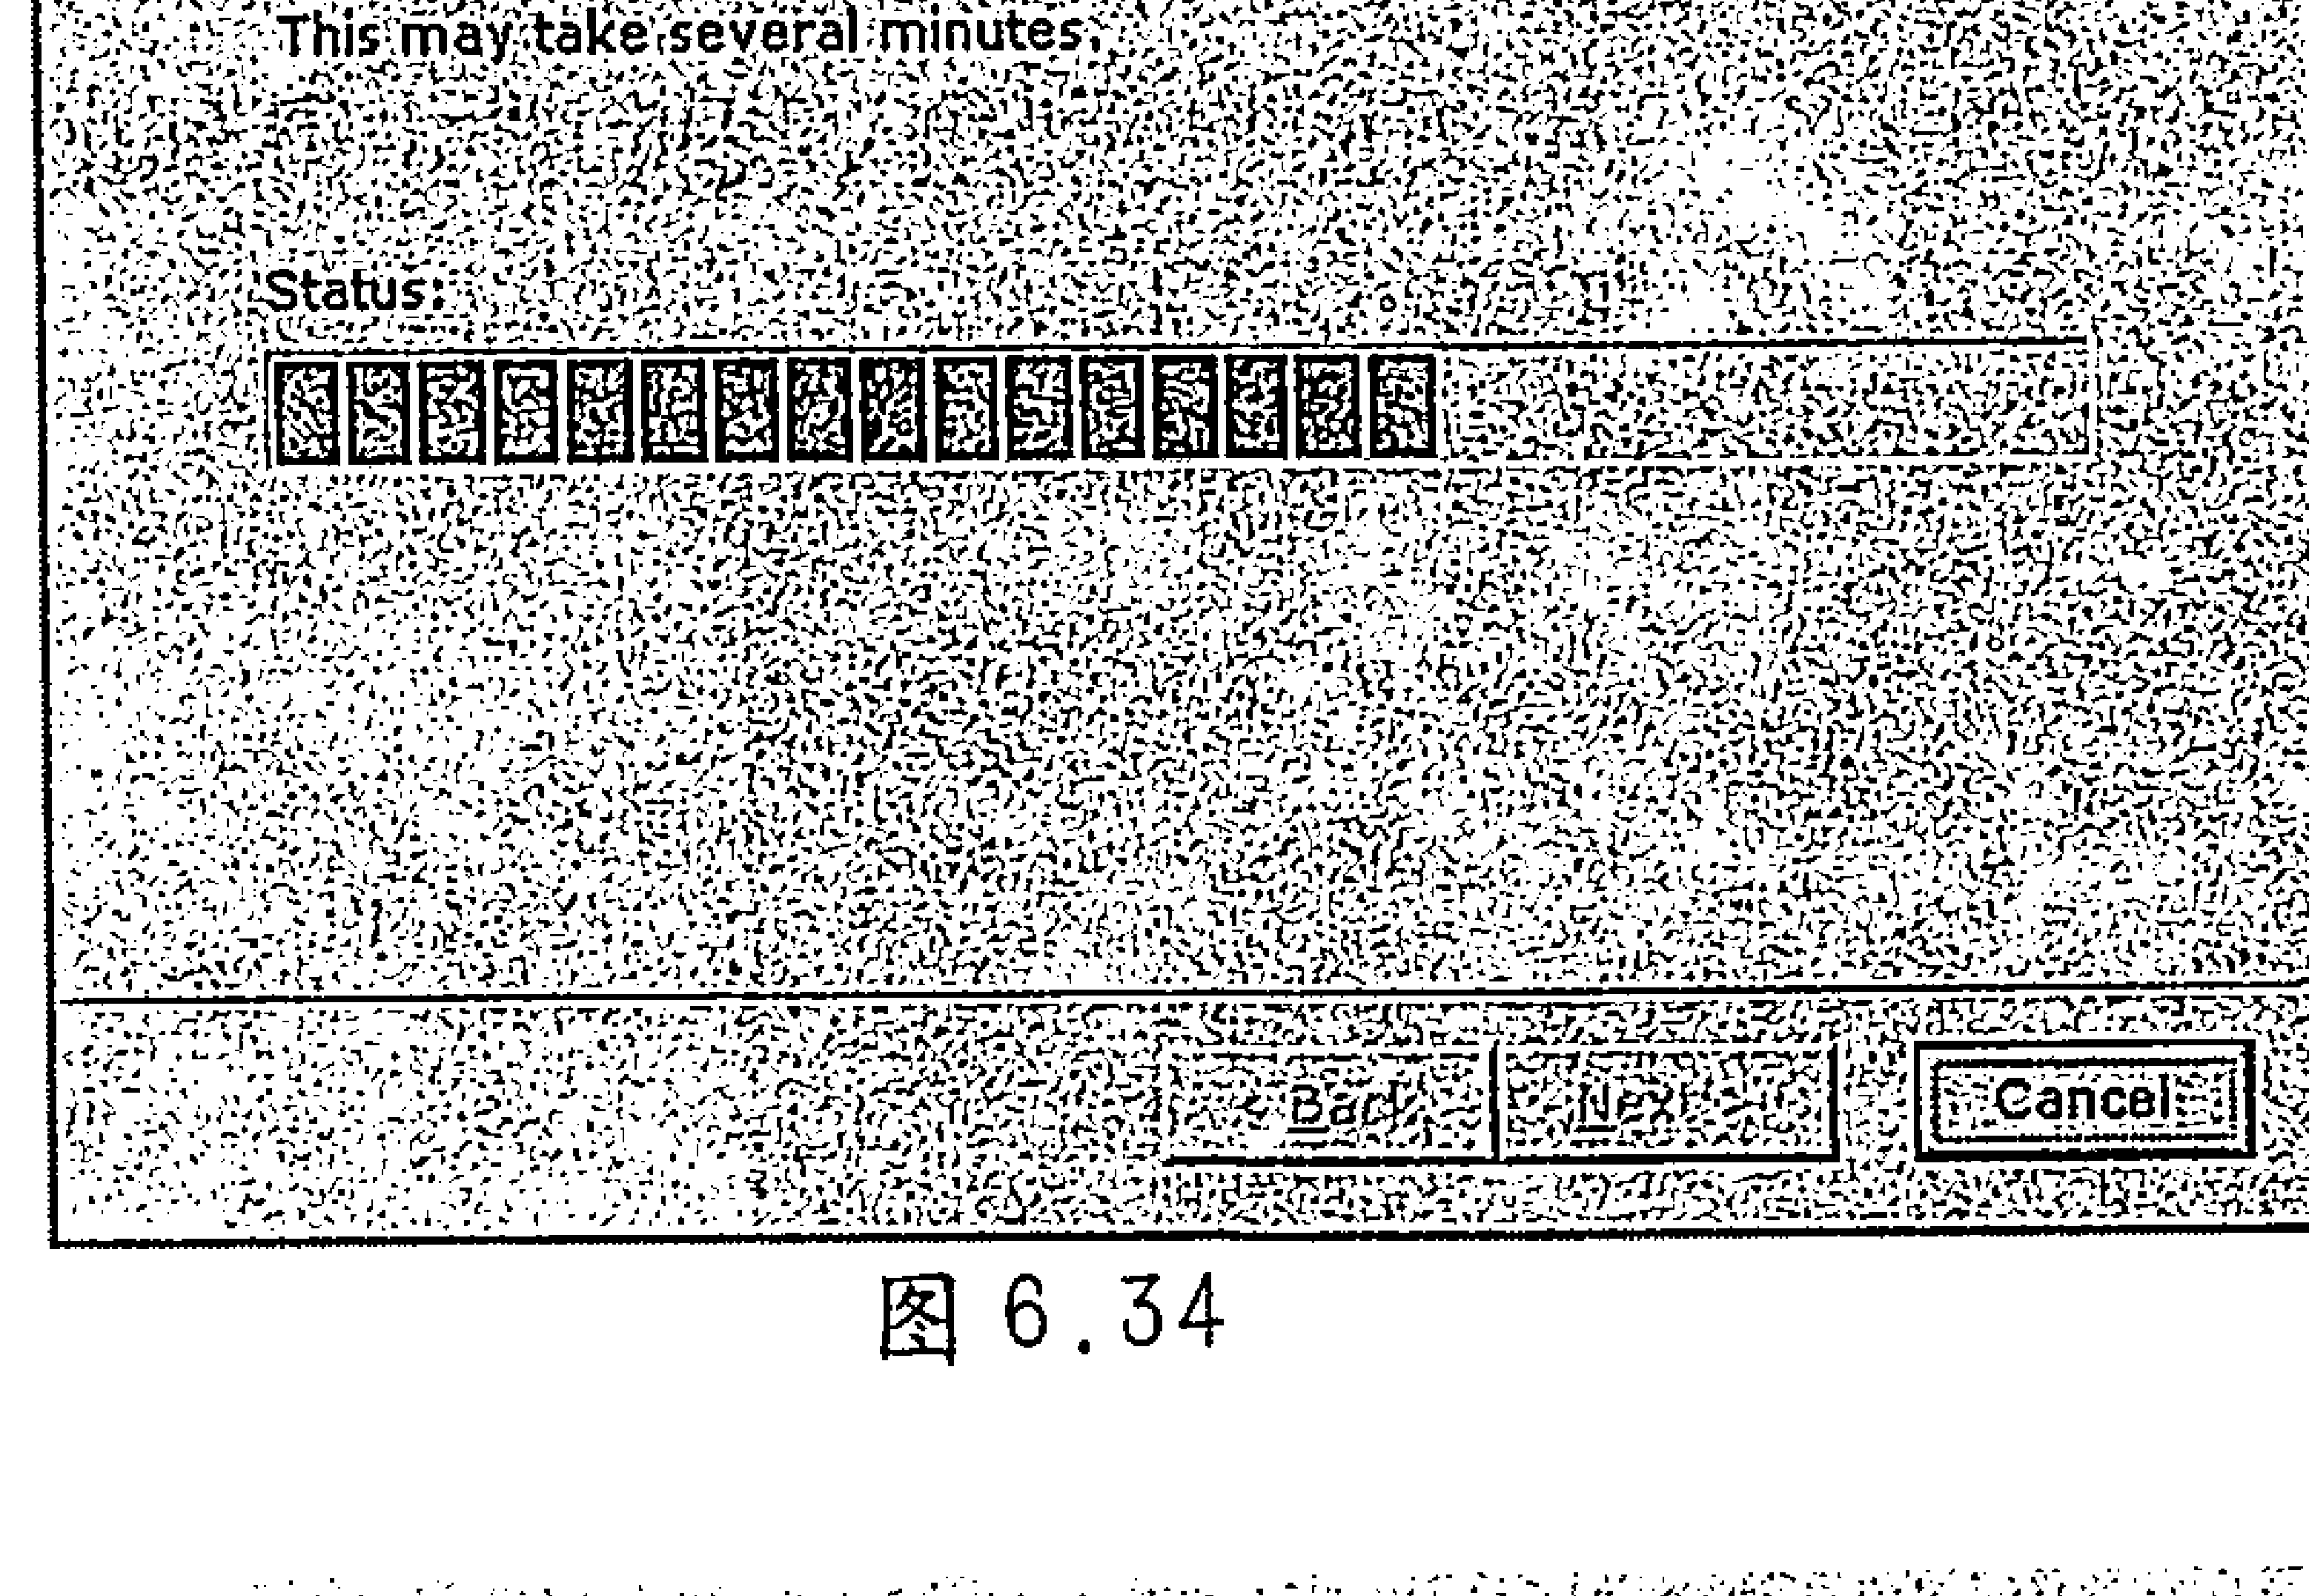 This may take several minutes.
Status:
< Back Next Cancel
图 6.34